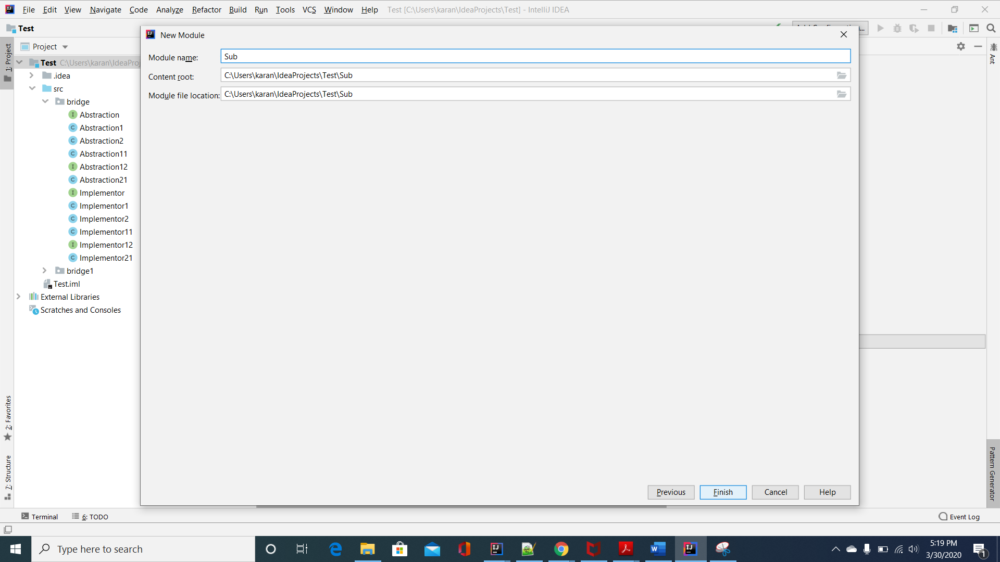 File Edit View Navigate Code Analyze Refactor Build Run Tools VCS Window Help Test [C:\Users\karan\IdeaProjects\Test] - IntelliJ IDEA
Test
New Module
Project
1: Project
Test C:\Users\karan\IdeaProj
.idea
src
bridge
I Abstraction
C Abstraction1
C Abstraction2
C Abstraction11
I Abstraction12
C Abstraction21
I Implementor
C Implementor1
C Implementor2
C Implementor11
I Implementor12
C Implementor21
bridge1
Test.iml
External Libraries
Scratches and Consoles
Module name: Sub
Content root: C:\Users\karan\IdeaProjects\Test\Sub
Module file location: C:\Users\karan\IdeaProjects\Test\Sub
Ant
2: Favorites
7: Structure
Pattern Generator
Previous Finish Cancel Help
Terminal 6: TODO Event Log
Type here to search
5:19 PM
3/30/2020
1